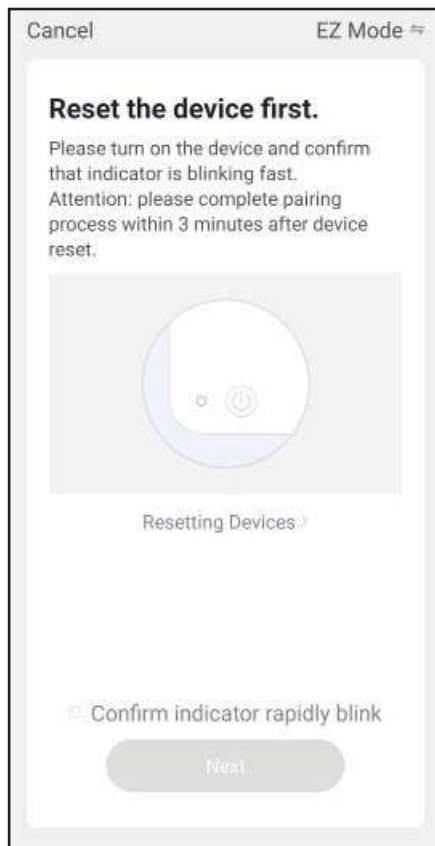 Cancel
EZ Mode
Reset the device first.
Please turn on the device and confirm
that indicator is blinking fast.
Attention: please complete pairing
process within 3 minutes after device
reset.
Resetting Devices
Confirm indicator rapidly blink
Next